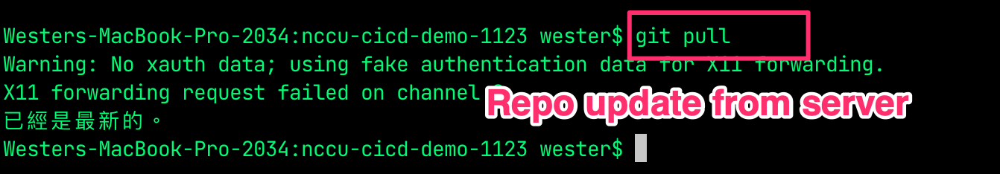 Westers-MacBook-Pro-2034:nccu-cicd-demo-1123 wester$ git pull
Warning: No xauth data; using fake authentication data for X11 forwarding.
X11 forwarding request failed on channel
Repo update from server
已經是最新的。
Westers-MacBook-Pro-2034:nccu-cicd-demo-1123 wester$